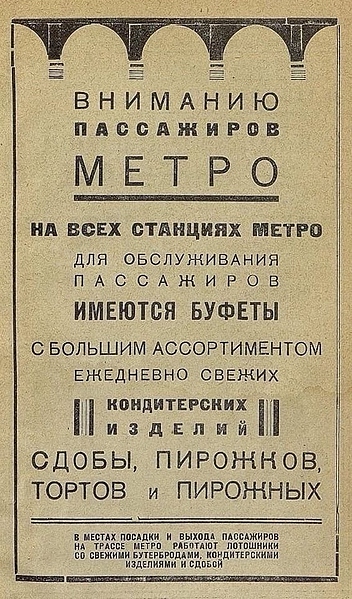 ВНИМАНИЮ
ПАССАЖИРОВ
МЕТРО
НА ВСЕХ СТАНЦИЯХ МЕТРО
ДЛЯ ОБСЛУЖИВАНИЯ
ПАССАЖИРОВ
ИМЕЮТСЯ БУФЕТЫ
С БОЛЬШИМ АССОРТИМЕНТОМ
ЕЖЕДНЕВНО СВЕЖИХ
КОНДИТЕРСКИХ
ИЗДЕЛИЙ
СДОБЫ, ПИРОЖКОВ,
ТОРТОВ и ПИРОЖНЫХ
В МЕСТАХ ПОСАДКИ И ВЫХОДА ПАССАЖИРОВ
НА ТРАССЕ МЕТРО РАБОТАЮТ ЛОТОШНИКИ
СО СВЕЖИМИ БУТЕРБРОДАМИ, КОНДИТЕРСКИМИ
ИЗДЕЛИЯМИ И СДОБОЙ